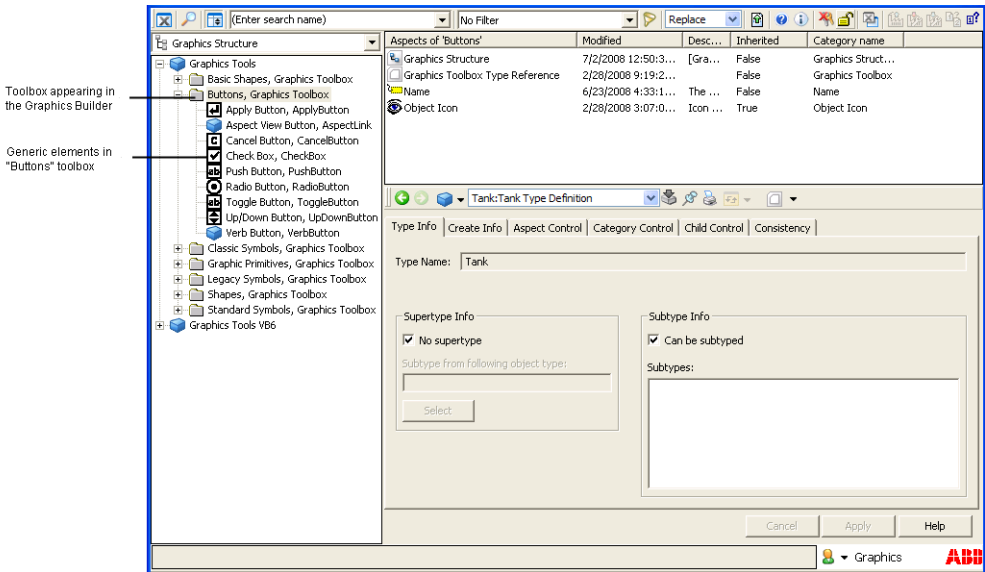 (Enter search name)
No Filter
Replace
Graphics Structure
Aspects of 'Buttons'
Modified
Desc...
Inherited
Category name
Graphics Structure
7/2/2008 12:50:3...
[Gra...
False
Graphics Struct...
Graphics Toolbox Type Reference
2/28/2008 9:19:2...
False
Graphics Toolbox
Name
6/23/2008 4:33:1...
The ...
False
Name
Object Icon
2/28/2008 3:07:0...
Icon ...
True
Object Icon
Toolbox appearing in
the Graphics Builder
Generic elements in
"Buttons" toolbox
Graphics Tools
Basic Shapes, Graphics Toolbox
Buttons, Graphics Toolbox
Apply Button, ApplyButton
Aspect View Button, AspectLink
Cancel Button, CancelButton
Check Box, CheckBox
Push Button, PushButton
Radio Button, RadioButton
Toggle Button, ToggleButton
Up/Down Button, UpDownButton
Verb Button, VerbButton
Classic Symbols, Graphics Toolbox
Graphic Primitives, Graphics Toolbox
Legacy Symbols, Graphics Toolbox
Shapes, Graphics Toolbox
Standard Symbols, Graphics Toolbox
Graphics Tools VB6
Tank:Tank Type Definition
Type Info
Create Info
Aspect Control
Category Control
Child Control
Consistency
Type Name:
Tank
Supertype Info
No supertype
Subtype from following object type:
Select
Subtype Info
Can be subtyped
Subtypes:
Cancel
Apply
Help
Graphics
ABB